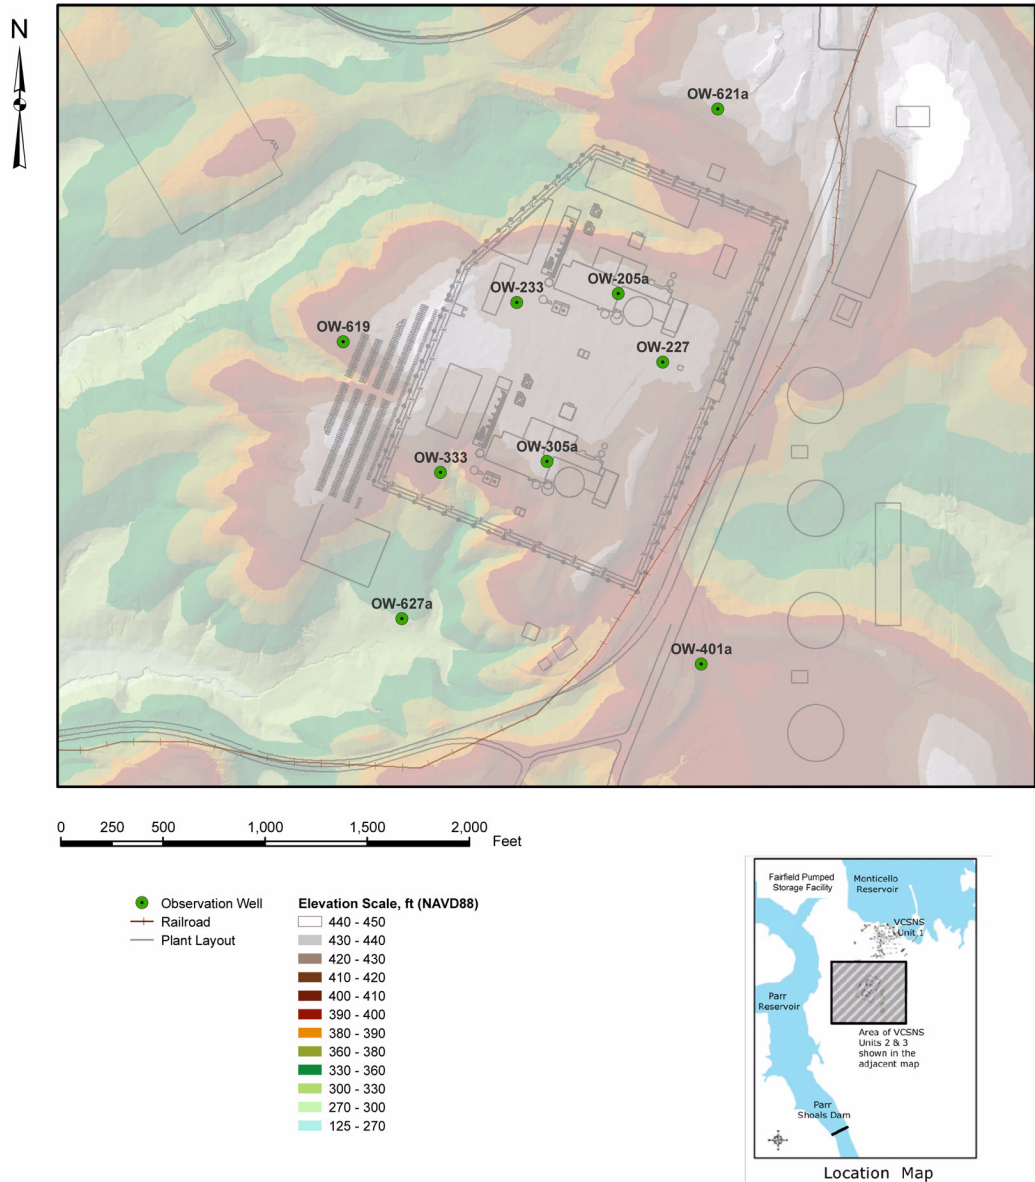 N
OW-621a
OW-205a
OW-233
OW-619
OW-227
OW-305a
OW-333
OW-627a
OW-401a
0 250 500 1,000 1,500 2,000
Feet
Observation Well
Railroad
Plant Layout
Elevation Scale, ft (NAVD88)
440 - 450
430 - 440
420 - 430
410 - 420
400 - 410
390 - 400
380 - 390
360 - 380
330 - 360
300 - 330
270 - 300
125 - 270
Fairfield Pumped
Storage Facility
Monticello
Reservoir
VCSNS
Unit 1
Parr
Reservoir
Area of VCSNS
Units 2 & 3
shown in the
adjacent map
Parr
Shoals Dam
Location Map